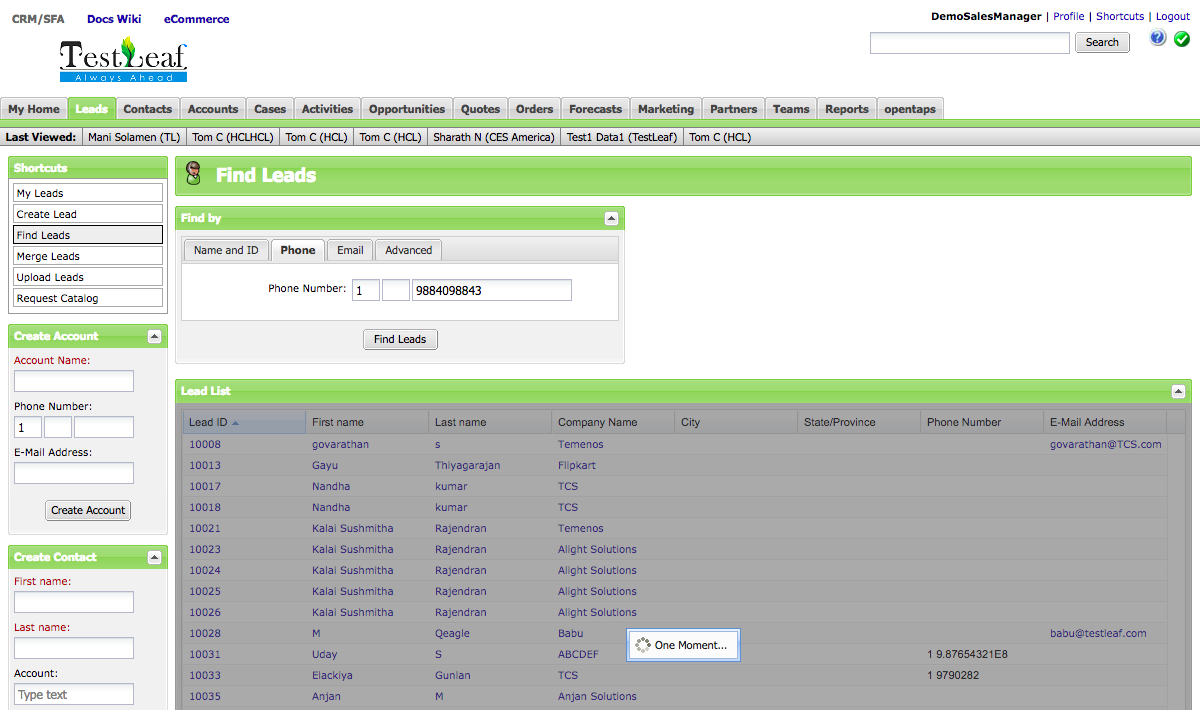 CRM/SFA Docs Wiki eCommerce
DemoSalesManager | Profile | Shortcuts | Logout
TestLeaf
Always Ahead
Search
?
My Home Leads Contacts Accounts Cases Activities Opportunities Quotes Orders Forecasts Marketing Partners Teams Reports opentaps
Last Viewed: Mani Solamen (TL) Tom C (HCLHCL) Tom C (HCL) Tom C (HCL) Sharath N (CES America) Test1 Data1 (TestLeaf) Tom C (HCL)
Shortcuts
My Leads
Create Lead
Find Leads
Merge Leads
Upload Leads
Request Catalog
Create Account
Account Name:
Phone Number:
1
E-Mail Address:
Create Account
Create Contact
First name:
Last name:
Account:
Type text
Find Leads
Find by
Name and ID Phone Email Advanced
Phone Number: 1 9884098843
Find Leads
Lead List
Lead ID First name Last name Company Name City State/Province Phone Number E-Mail Address
10008 govarathan s Temenos govarathan@TCS.com
10013 Gayu Thiyagarajan Flipkart
10017 Nandha kumar TCS
10018 Nandha kumar TCS
10021 Kalai Sushmitha Rajendran Temenos
10023 Kalai Sushmitha Rajendran Alight Solutions
10024 Kalai Sushmitha Rajendran Alight Solutions
10025 Kalai Sushmitha Rajendran Alight Solutions
10026 Kalai Sushmitha Rajendran Alight Solutions
10028 M Qeagle Babu babu@testleaf.com
One Moment...
10031 Uday S ABCDEF 1 9.87654321E8
10033 Elackiya Gunlan TCS 1 9790282
10035 Anjan M Anjan Solutions